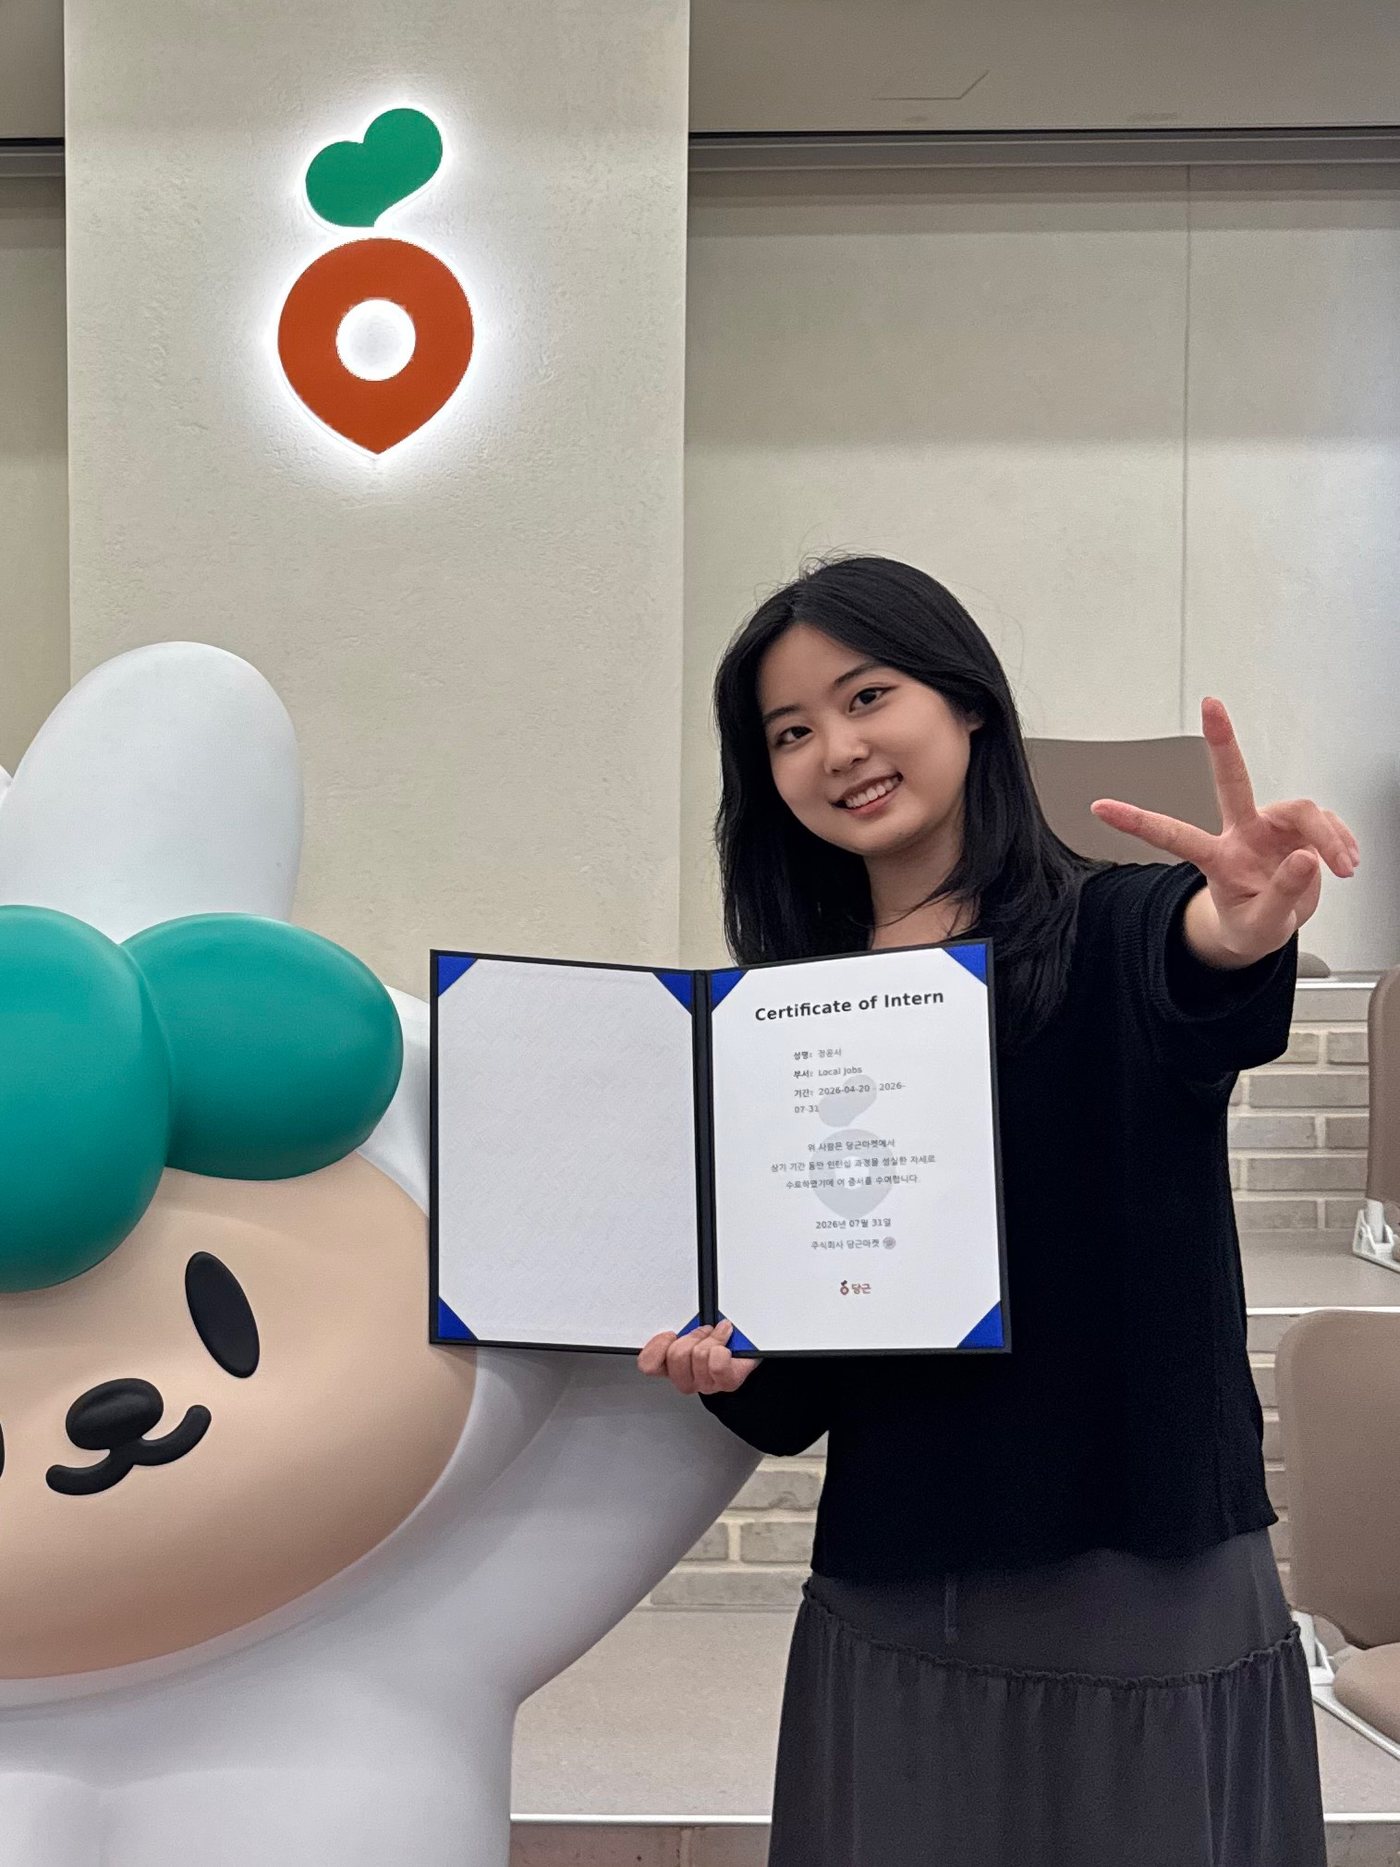 Certificate of Intern
성명: 정윤서
부서: Local Jobs
기간: 2026-04-20 - 2026-
07-31
위 사람은 당근마켓에서
상기 기간 동안 인턴십 과정을 성실한 자세로
수료하였기에 이 증서를 수여합니다.
2026년 07월 31일
주식회사 당근마켓
당근